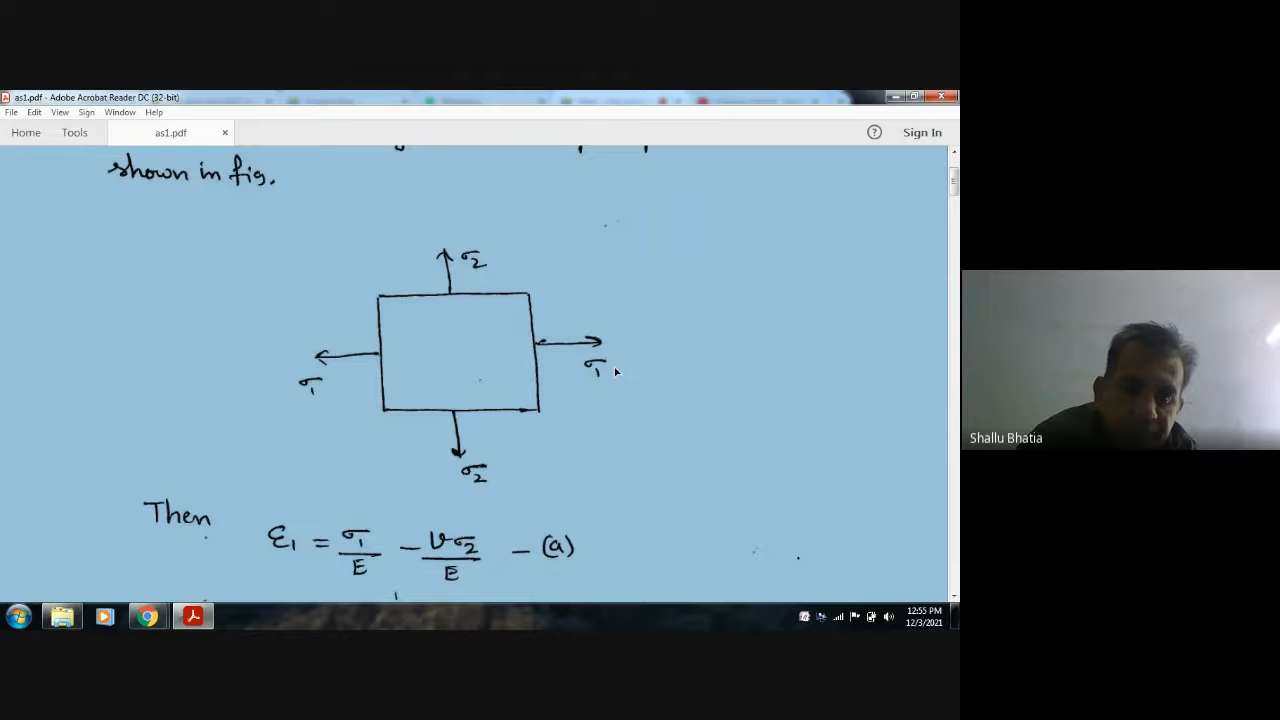 as1.pdf - Adobe Acrobat Reader DC (32-bit)
File Edit View Sign Window Help
Home Tools as1.pdf × ? Sign In
shown in fig.
σ2
σ1
σ1
σ2
Then
ε1 = σ1/E - νσ2/E - (a)
Shallu Bhatia
12:55 PM
12/3/2021